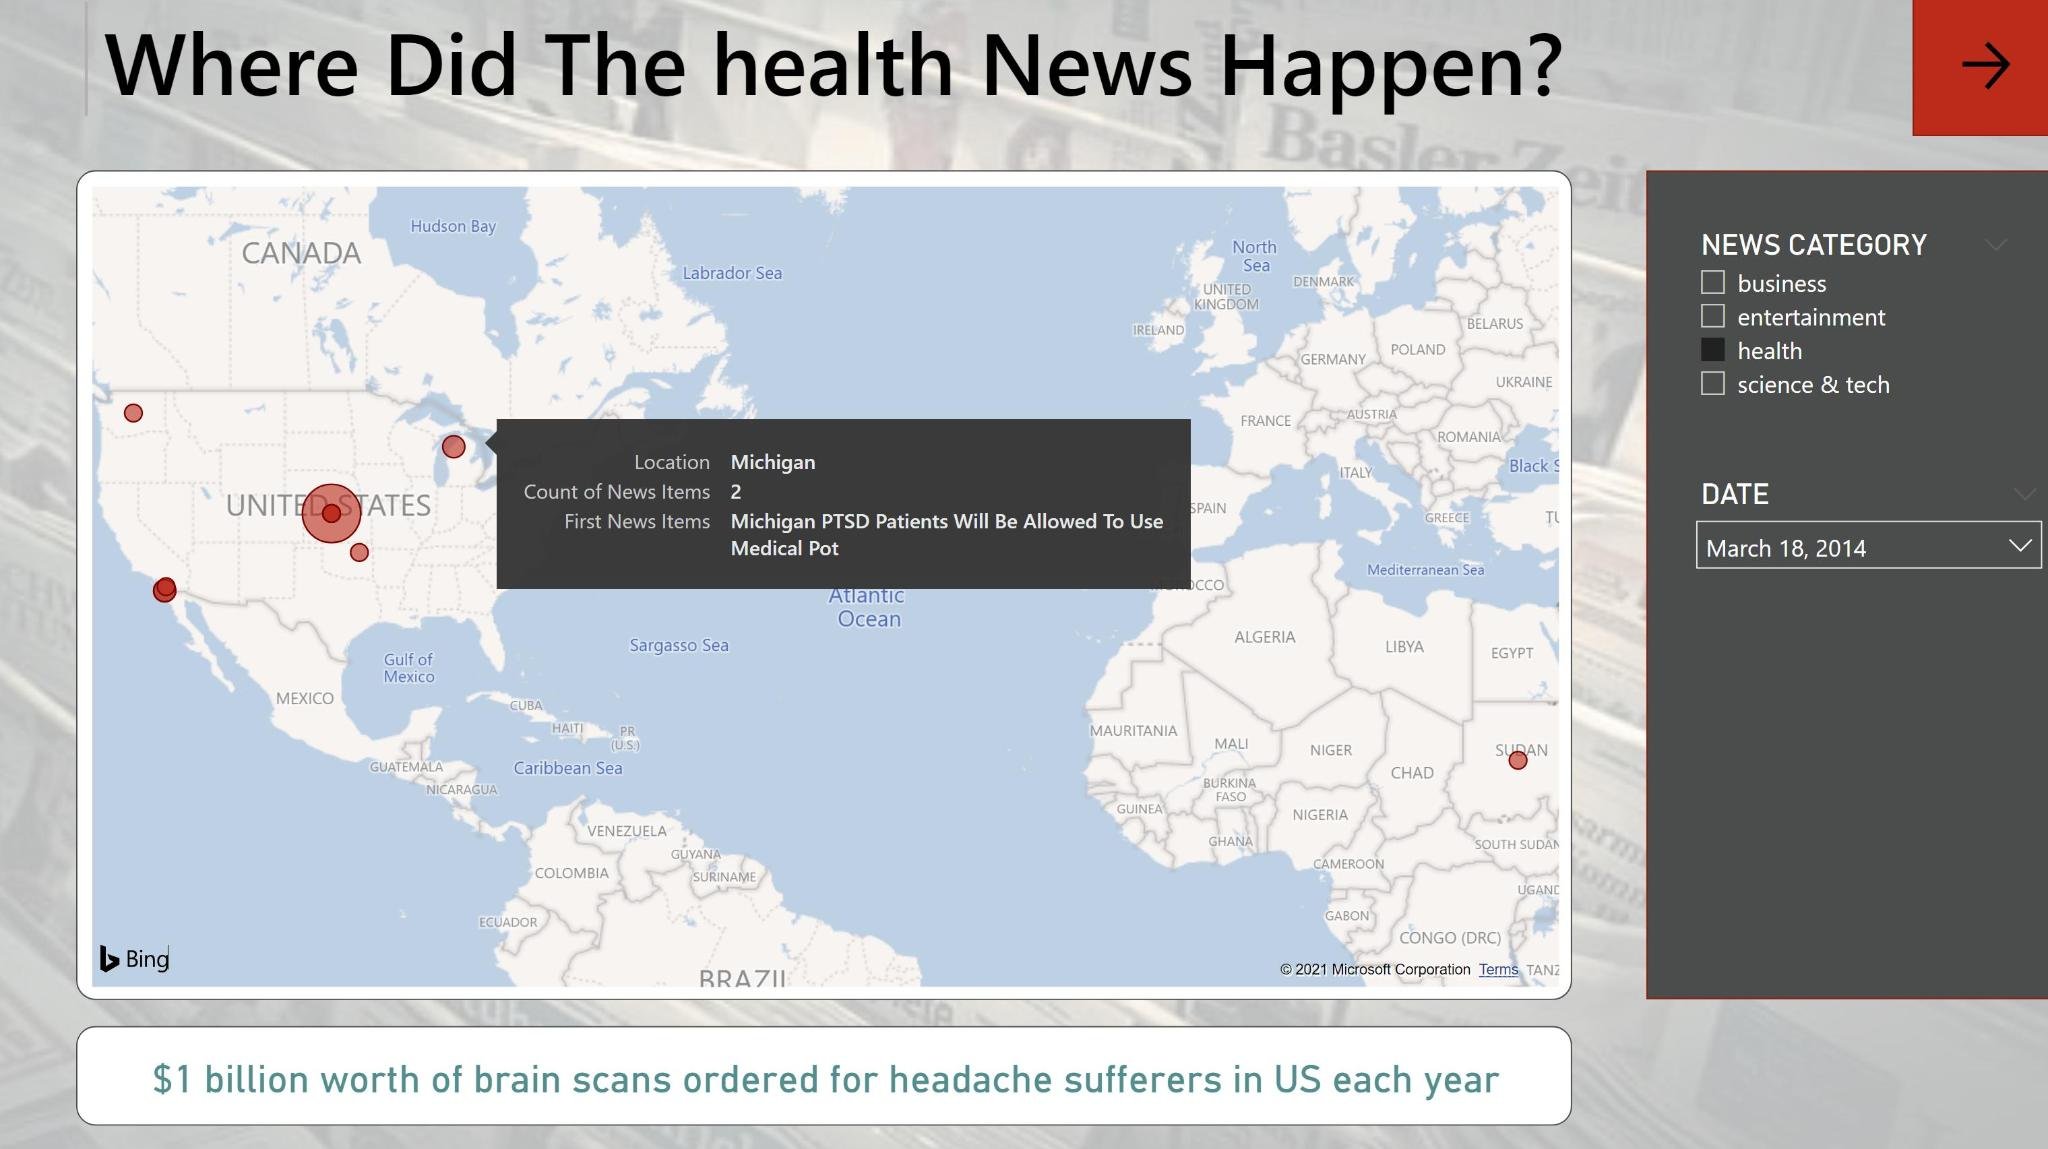 Where Did The health News Happen?
Basler Zeit
NEWS CATEGORY
business
entertainment
health
science & tech
DATE
March 18, 2014
Hudson Bay
CANADA
Labrador Sea
North
Sea
DENMARK
UNITED
KINGDOM
IRELAND
BELARUS
GERMANY
POLAND
UKRAINE
FRANCE
AUSTRIA
ROMANIA
ITALY
Black S
SPAIN
GREECE
TU
UNITED STATES
Location Michigan
Count of News Items 2
First News Items Michigan PTSD Patients Will Be Allowed To Use
Medical Pot
Mediterranean Sea
OCCO
Atlantic
Ocean
Sargasso Sea
Gulf of
Mexico
MEXICO
CUBA
HAITI
PR
(U.S.)
GUATEMALA
Caribbean Sea
NICARAGUA
ALGERIA
LIBYA
EGYPT
MAURITANIA
MALI
NIGER
SUDAN
CHAD
BURKINA
FASO
GUINEA
NIGERIA
GHANA
SOUTH SUDAN
CAMEROON
VENEZUELA
GUYANA
SURINAME
COLOMBIA
ECUADOR
UGAND
GABON
CONGO (DRC)
BRAZIL
TANZ
Bing
© 2021 Microsoft Corporation Terms
$1 billion worth of brain scans ordered for headache sufferers in US each year